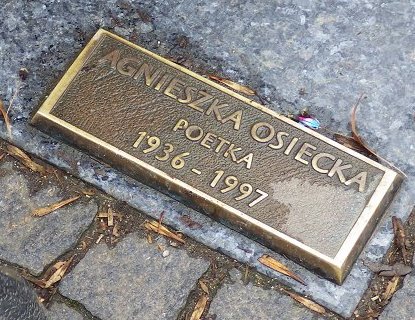 AGNIESZKA OSIECKA
POETKA
1936 - 1997